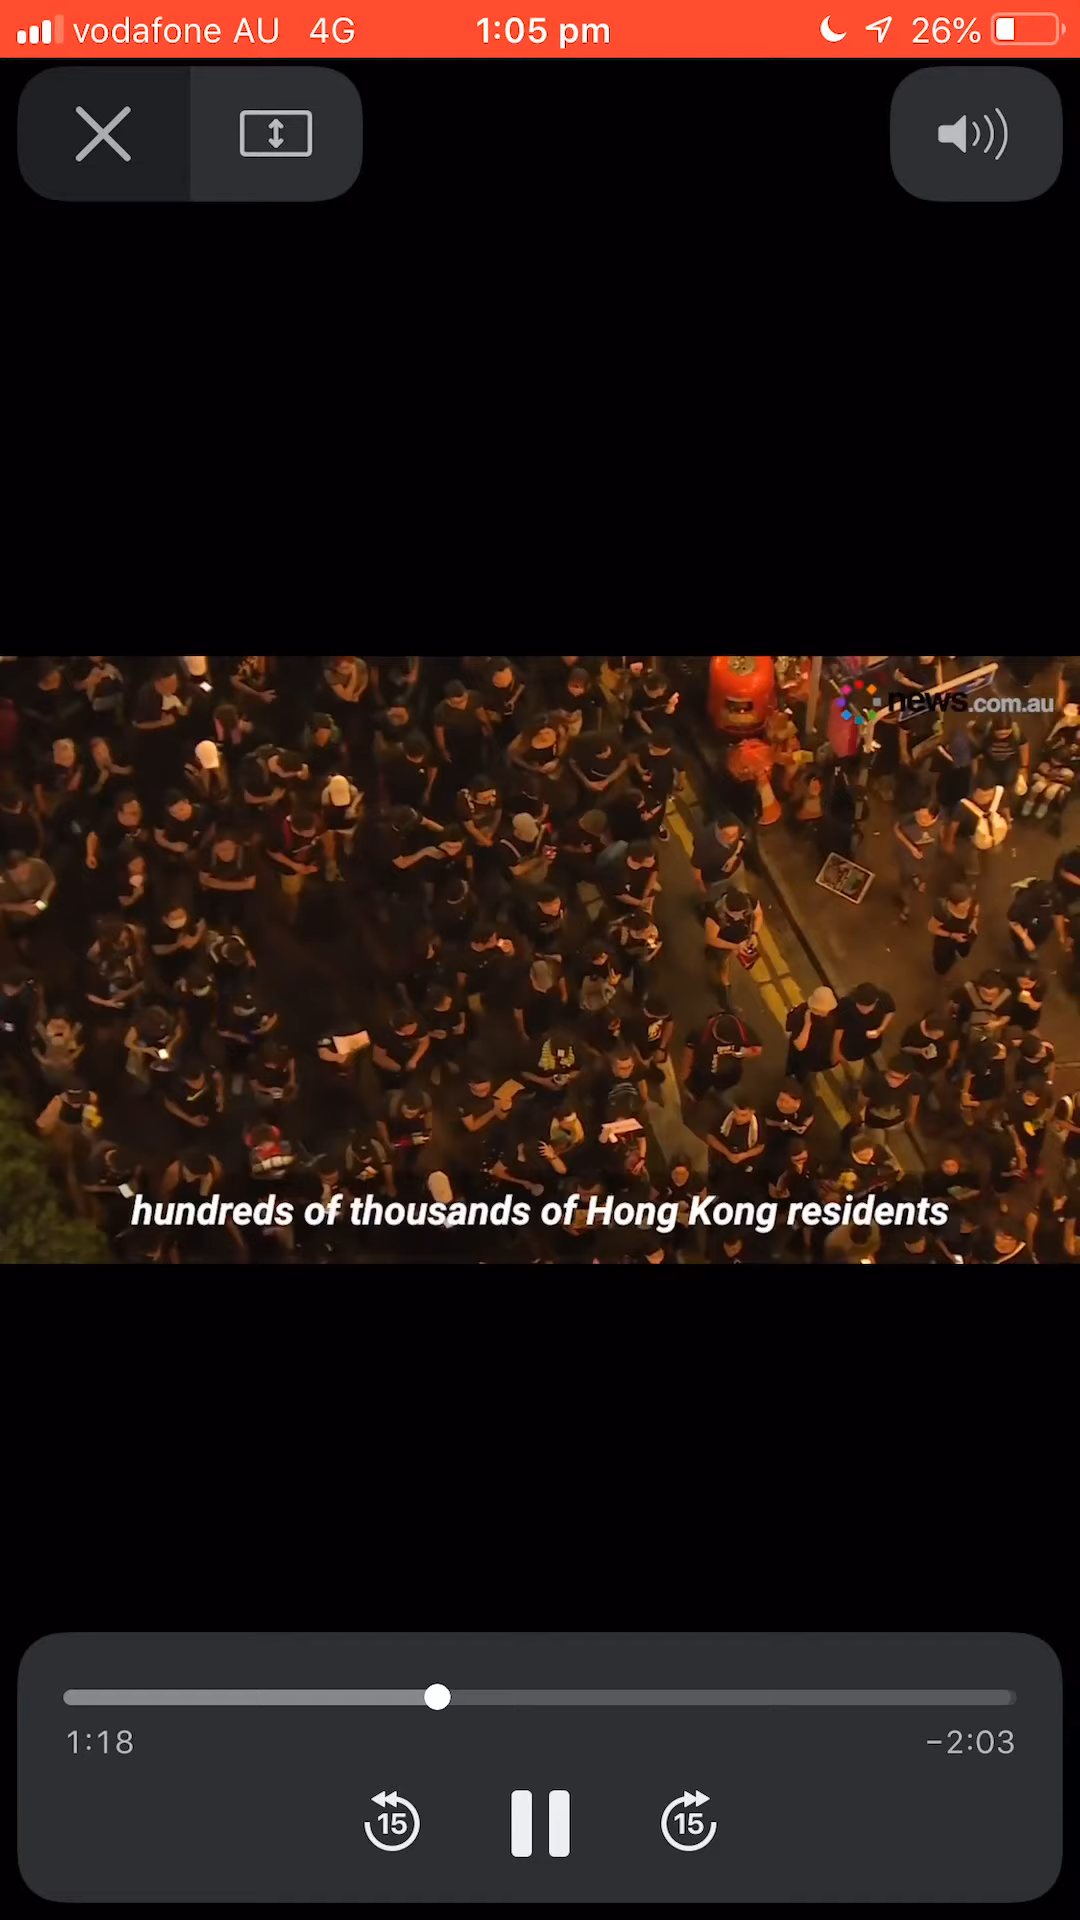 vodafone AU 4G 1:05 pm 26%
news.com.au
hundreds of thousands of Hong Kong residents
1:18 -2:03
15 15